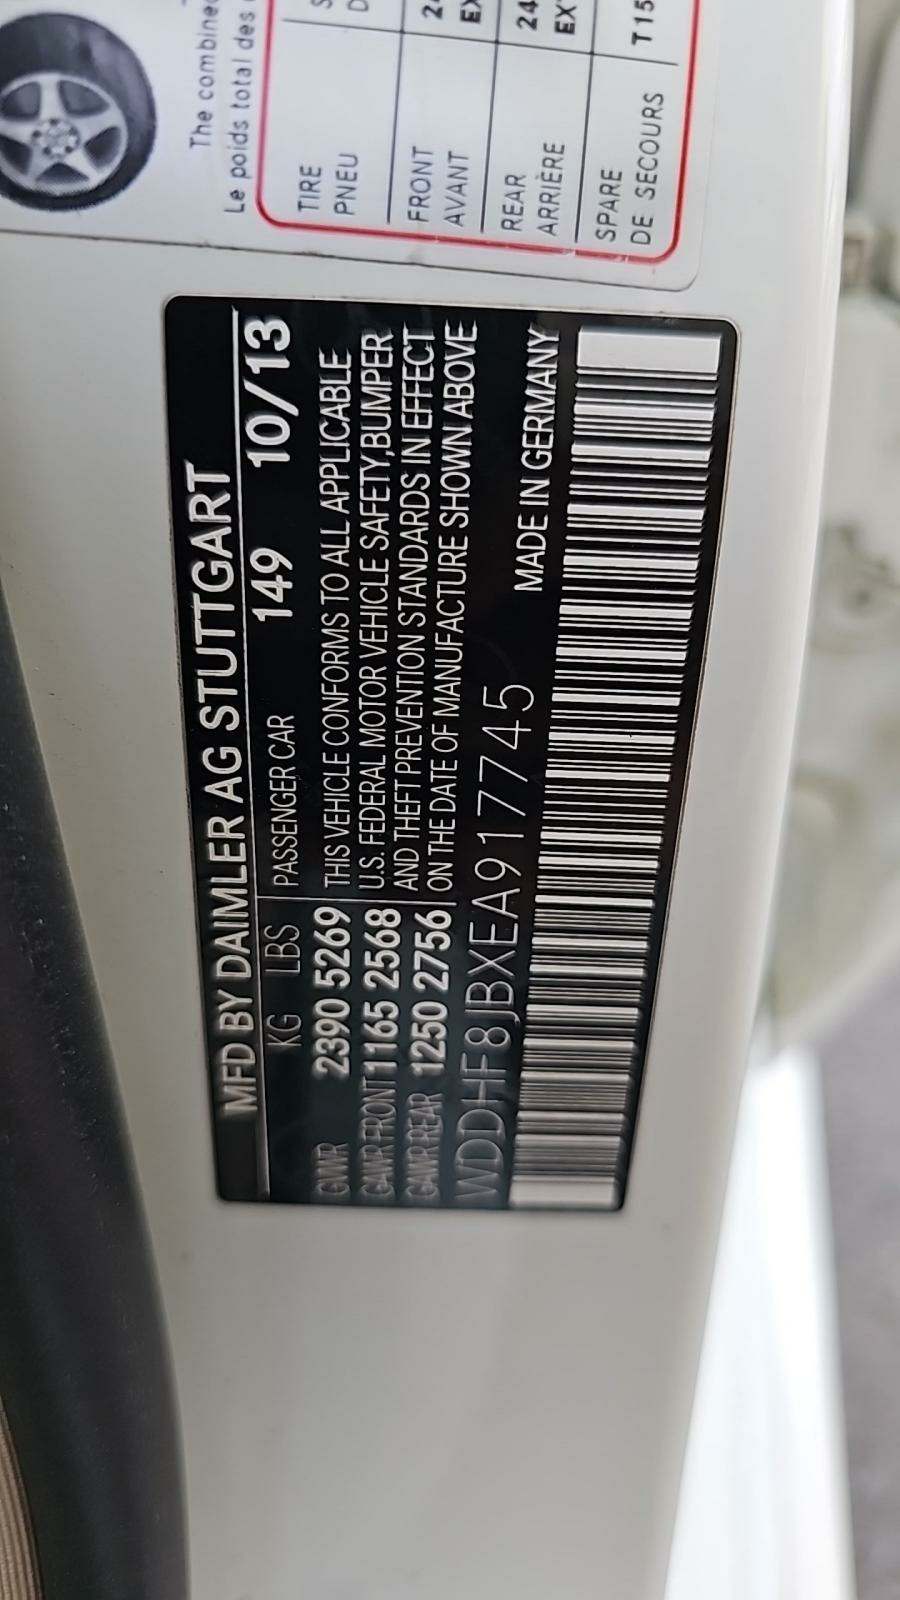 The combined
Le poids total des
TIRE
PNEU
FRONT
AVANT
REAR
ARRIÈRE
SPARE
DE SECOURS
T15
MFD BY DAIMLER AG STUTTGART
KG LBS PASSENGER CAR 149 10/13
GVWR 2390 5269 THIS VEHICLE CONFORMS TO ALL APPLICABLE
GAWR FRONT 1165 2568 U.S. FEDERAL MOTOR VEHICLE SAFETY,BUMPER
GAWR REAR 1250 2756 AND THEFT PREVENTION STANDARDS IN EFFECT
ON THE DATE OF MANUFACTURE SHOWN ABOVE
WDDHF8JBXEA917745 MADE IN GERMANY